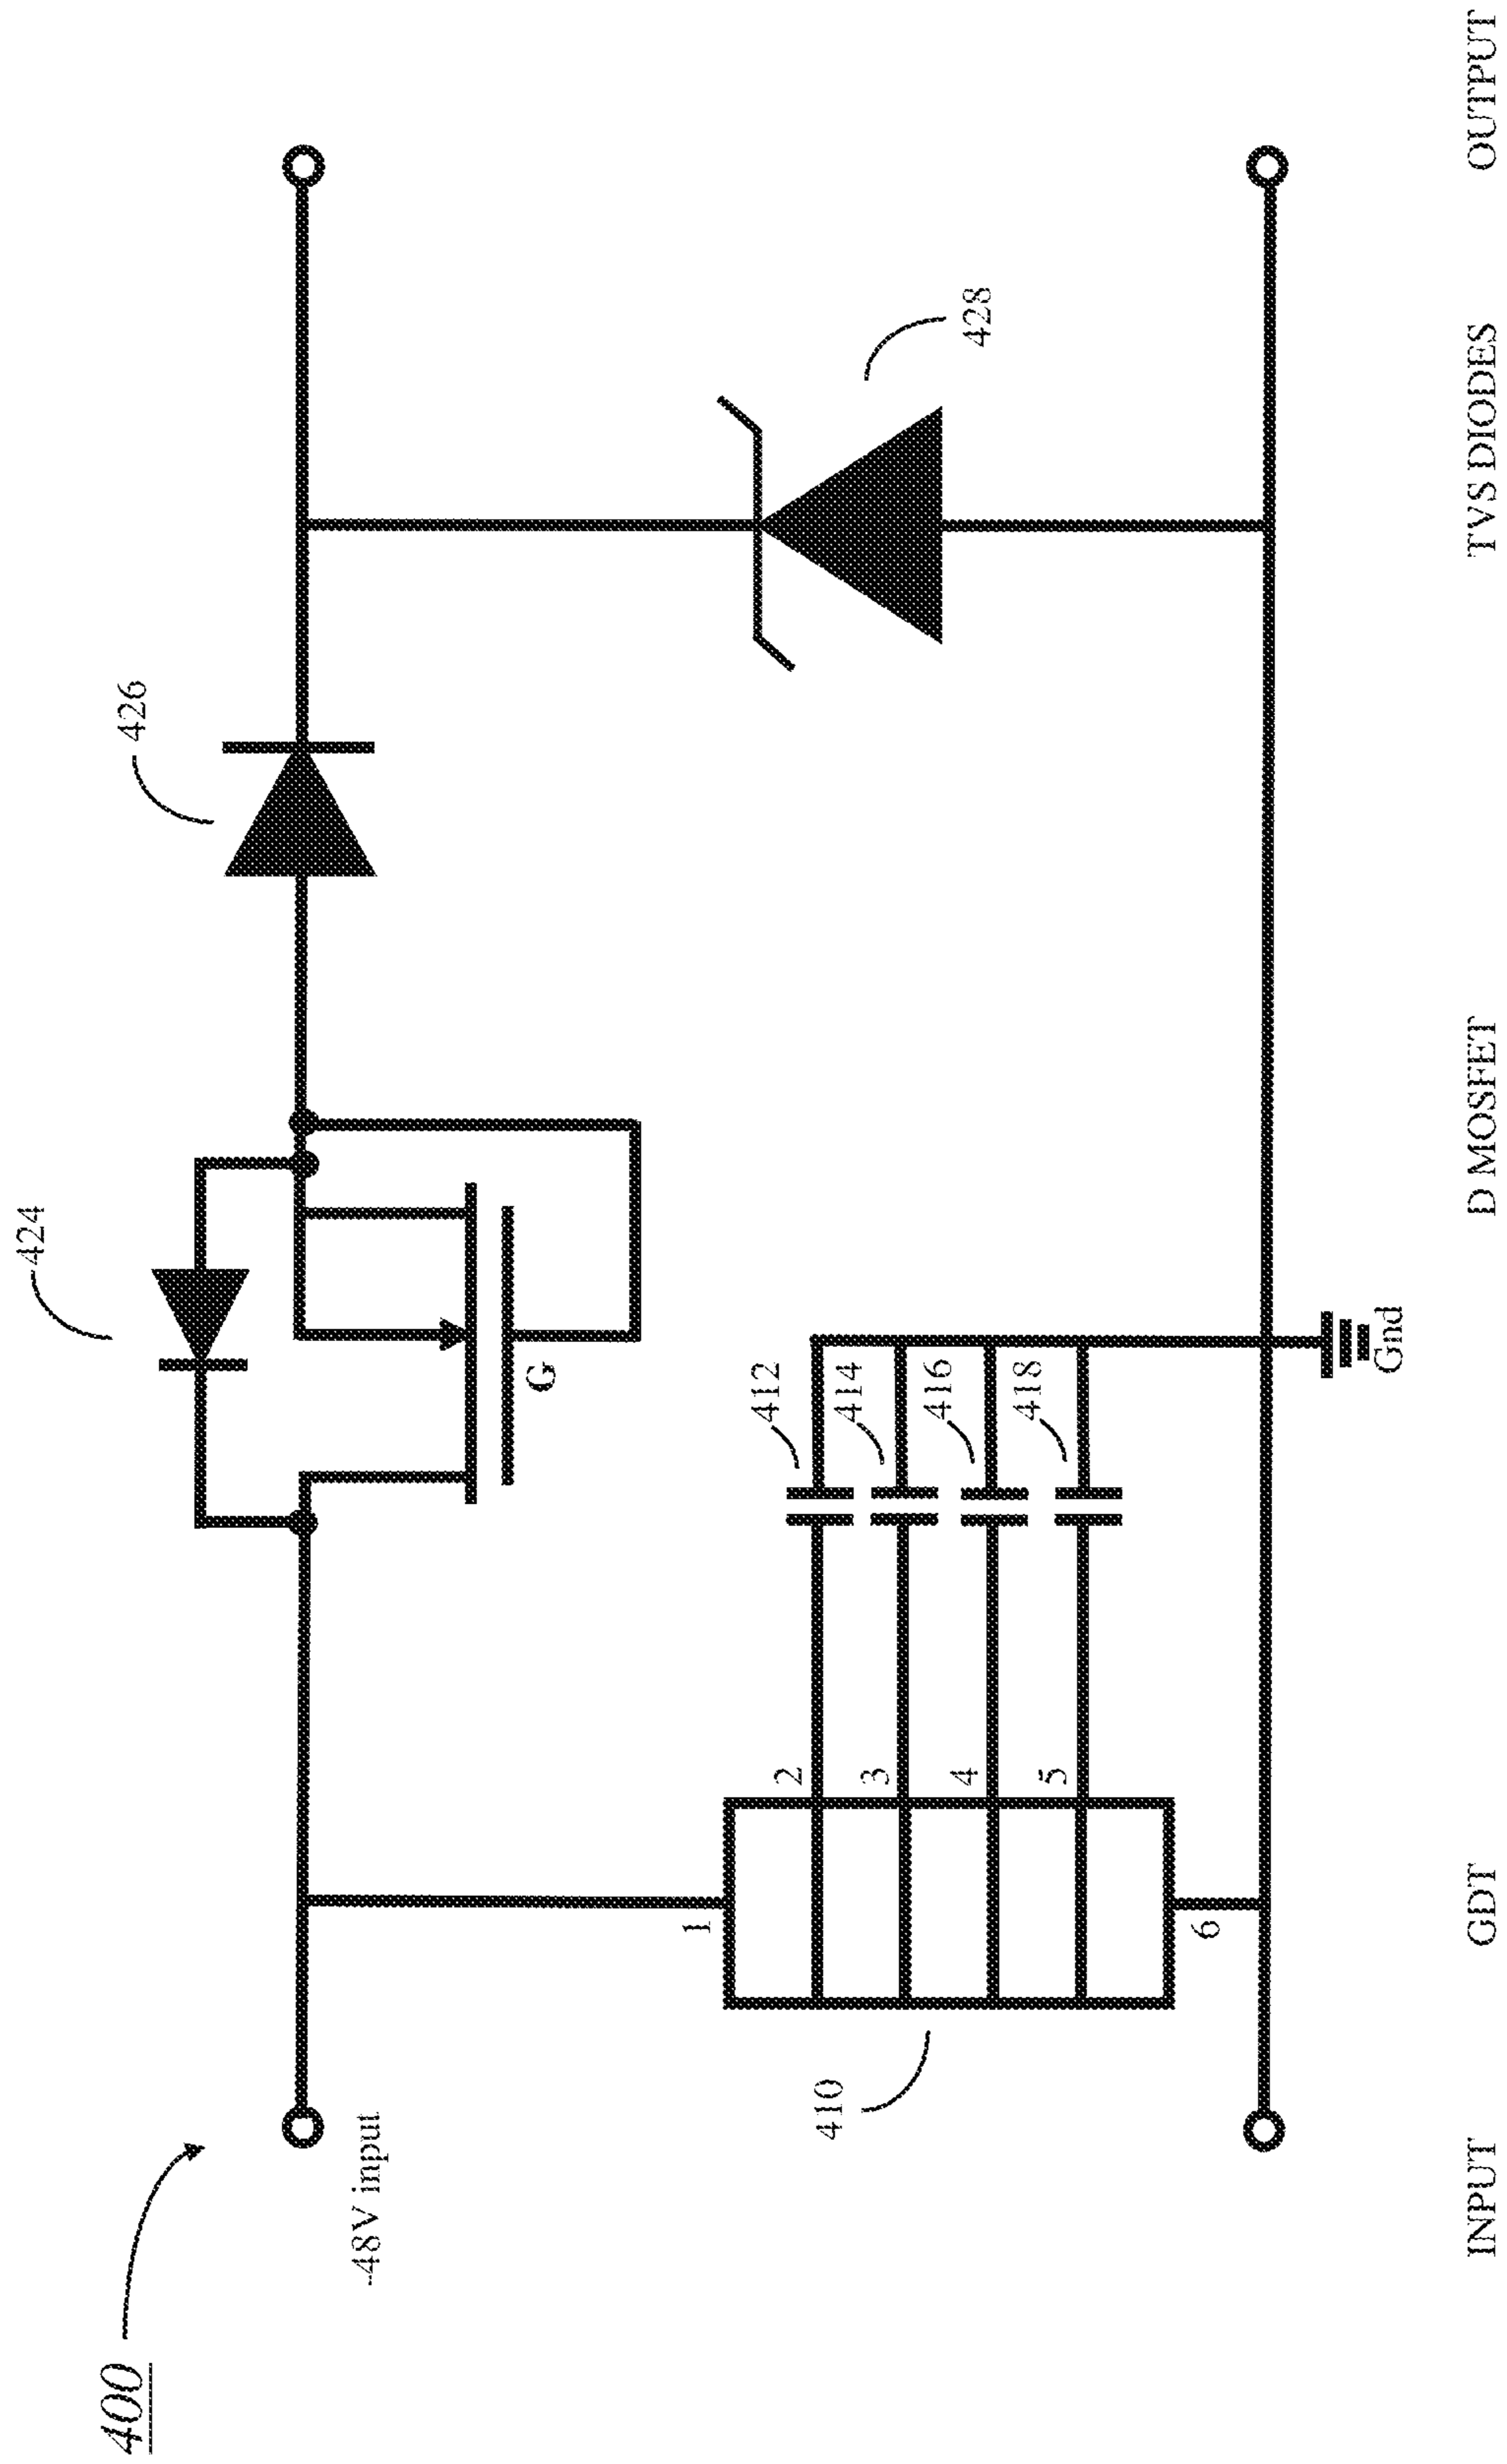 400
424
426
-48V input
G
412
414
416
418
428
1
2
3
4
5
6
410
Gnd
INPUT
GDT
D MOSFET
TVS DIODES
OUTPUT